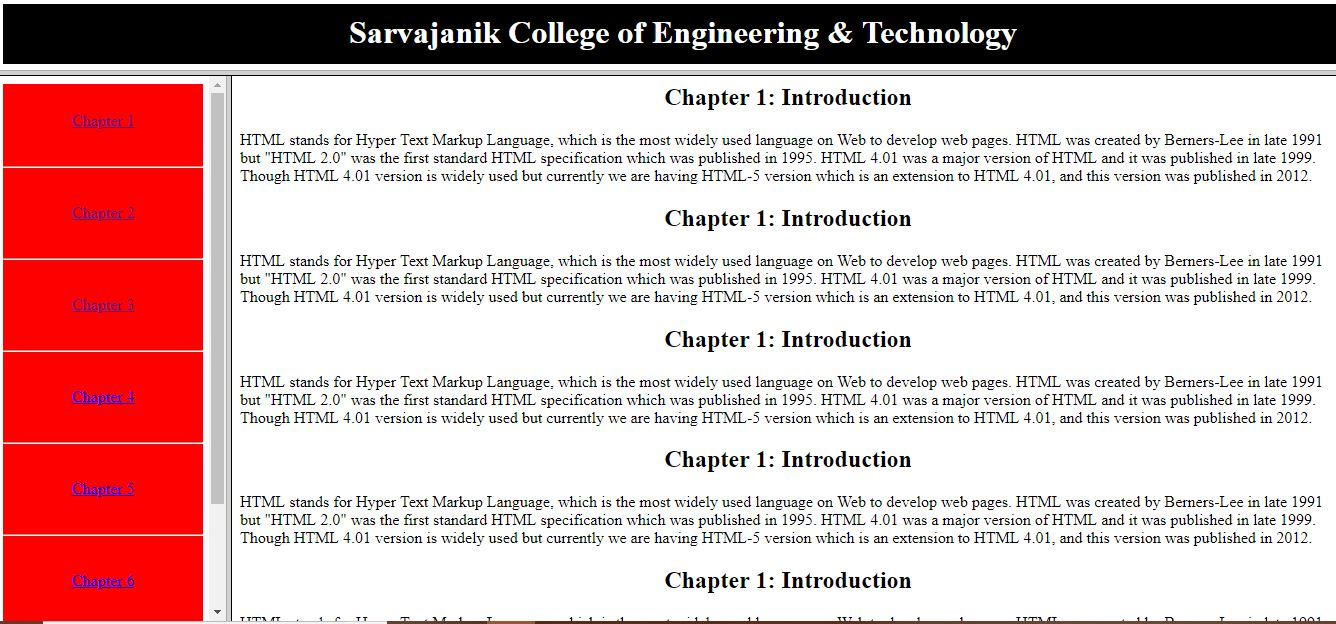 Sarvajanik College of Engineering & Technology
Chapter 1
Chapter 2
Chapter 3
Chapter 4
Chapter 5
Chapter 6
Chapter 1: Introduction
HTML stands for Hyper Text Markup Language, which is the most widely used language on Web to develop web pages. HTML was created by Berners-Lee in late 1991
but "HTML 2.0" was the first standard HTML specification which was published in 1995. HTML 4.01 was a major version of HTML and it was published in late 1999.
Though HTML 4.01 version is widely used but currently we are having HTML-5 version which is an extension to HTML 4.01, and this version was published in 2012.
Chapter 1: Introduction
HTML stands for Hyper Text Markup Language, which is the most widely used language on Web to develop web pages. HTML was created by Berners-Lee in late 1991
but "HTML 2.0" was the first standard HTML specification which was published in 1995. HTML 4.01 was a major version of HTML and it was published in late 1999.
Though HTML 4.01 version is widely used but currently we are having HTML-5 version which is an extension to HTML 4.01, and this version was published in 2012.
Chapter 1: Introduction
HTML stands for Hyper Text Markup Language, which is the most widely used language on Web to develop web pages. HTML was created by Berners-Lee in late 1991
but "HTML 2.0" was the first standard HTML specification which was published in 1995. HTML 4.01 was a major version of HTML and it was published in late 1999.
Though HTML 4.01 version is widely used but currently we are having HTML-5 version which is an extension to HTML 4.01, and this version was published in 2012.
Chapter 1: Introduction
HTML stands for Hyper Text Markup Language, which is the most widely used language on Web to develop web pages. HTML was created by Berners-Lee in late 1991
but "HTML 2.0" was the first standard HTML specification which was published in 1995. HTML 4.01 was a major version of HTML and it was published in late 1999.
Though HTML 4.01 version is widely used but currently we are having HTML-5 version which is an extension to HTML 4.01, and this version was published in 2012.
Chapter 1: Introduction